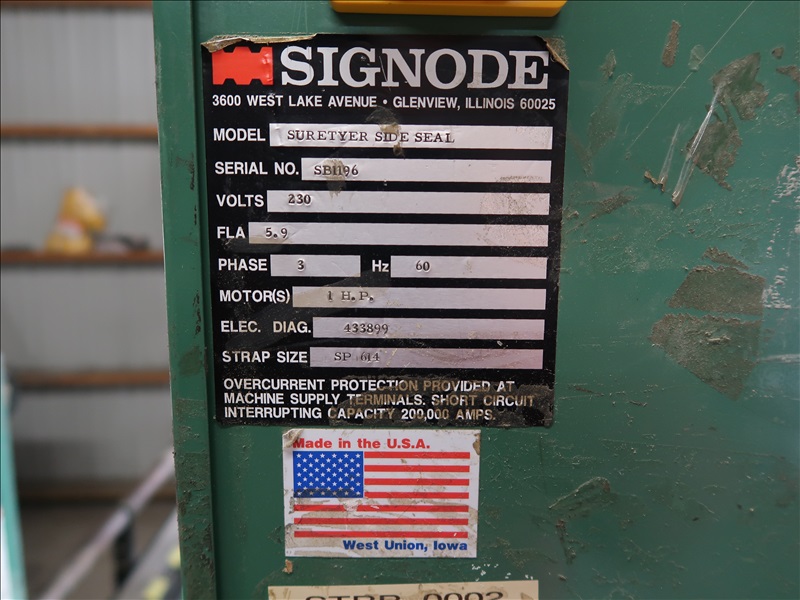 SIGNODE
3600 WEST LAKE AVENUE • GLENVIEW, ILLINOIS 60025
MODEL SURETYER SIDE SEAL
SERIAL NO. SB1196
VOLTS 230
FLA 5.9
PHASE 3 Hz 60
MOTOR(S) 1 H.P.
ELEC. DIAG. 433899
STRAP SIZE SP 614
OVERCURRENT PROTECTION PROVIDED AT
MACHINE SUPPLY TERMINALS. SHORT CIRCUIT
INTERRUPTING CAPACITY 200,000 AMPS.
Made in the U.S.A.
West Union, Iowa
0002